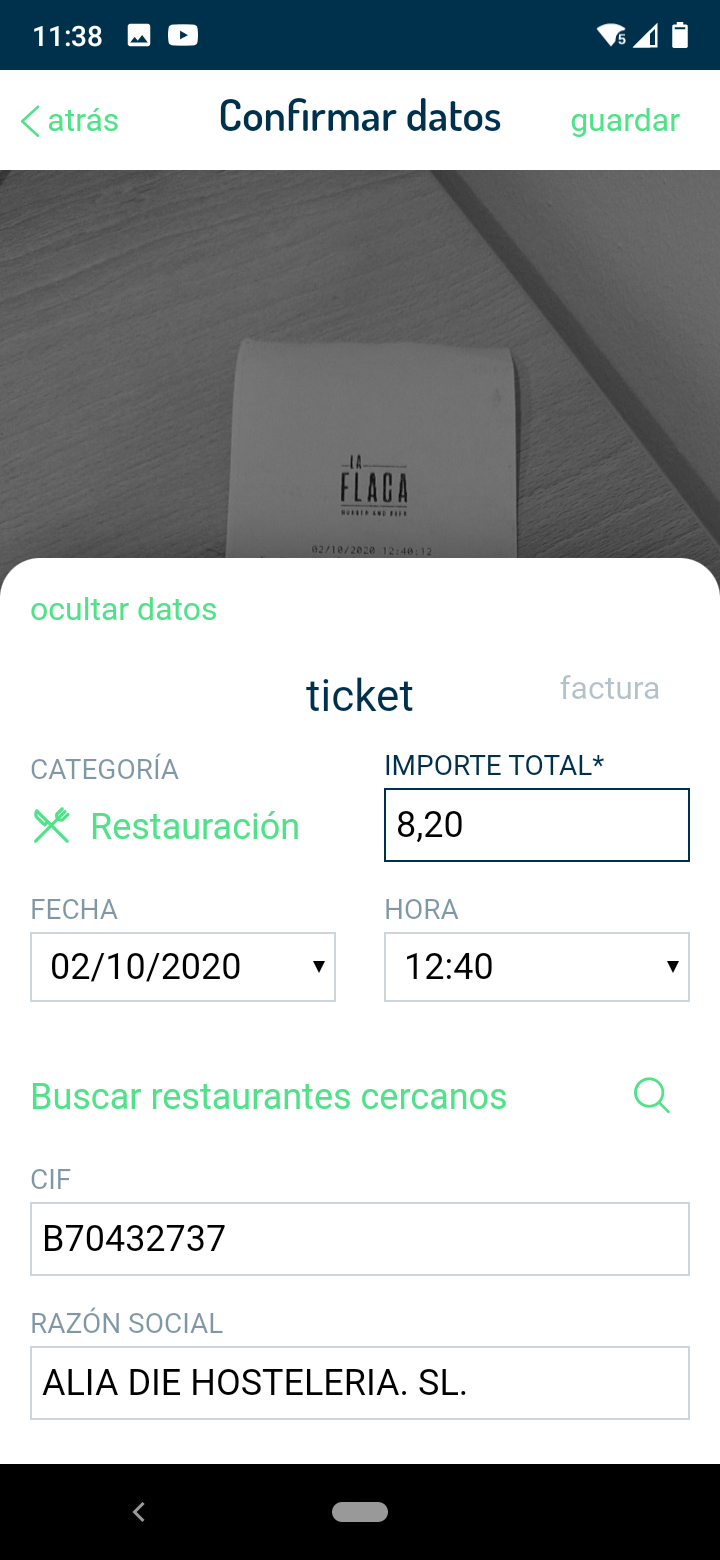 11:38
5
atrás
Confirmar datos
guardar
LA
FLACA
BURGER AND BEER
02/10/2020 12:40:12
ocultar datos
ticket
factura
CATEGORÍA
IMPORTE TOTAL*
Restauración
8,20
FECHA
HORA
02/10/2020
12:40
Buscar restaurantes cercanos
CIF
B70432737
RAZÓN SOCIAL
ALIA DIE HOSTELERIA. SL.